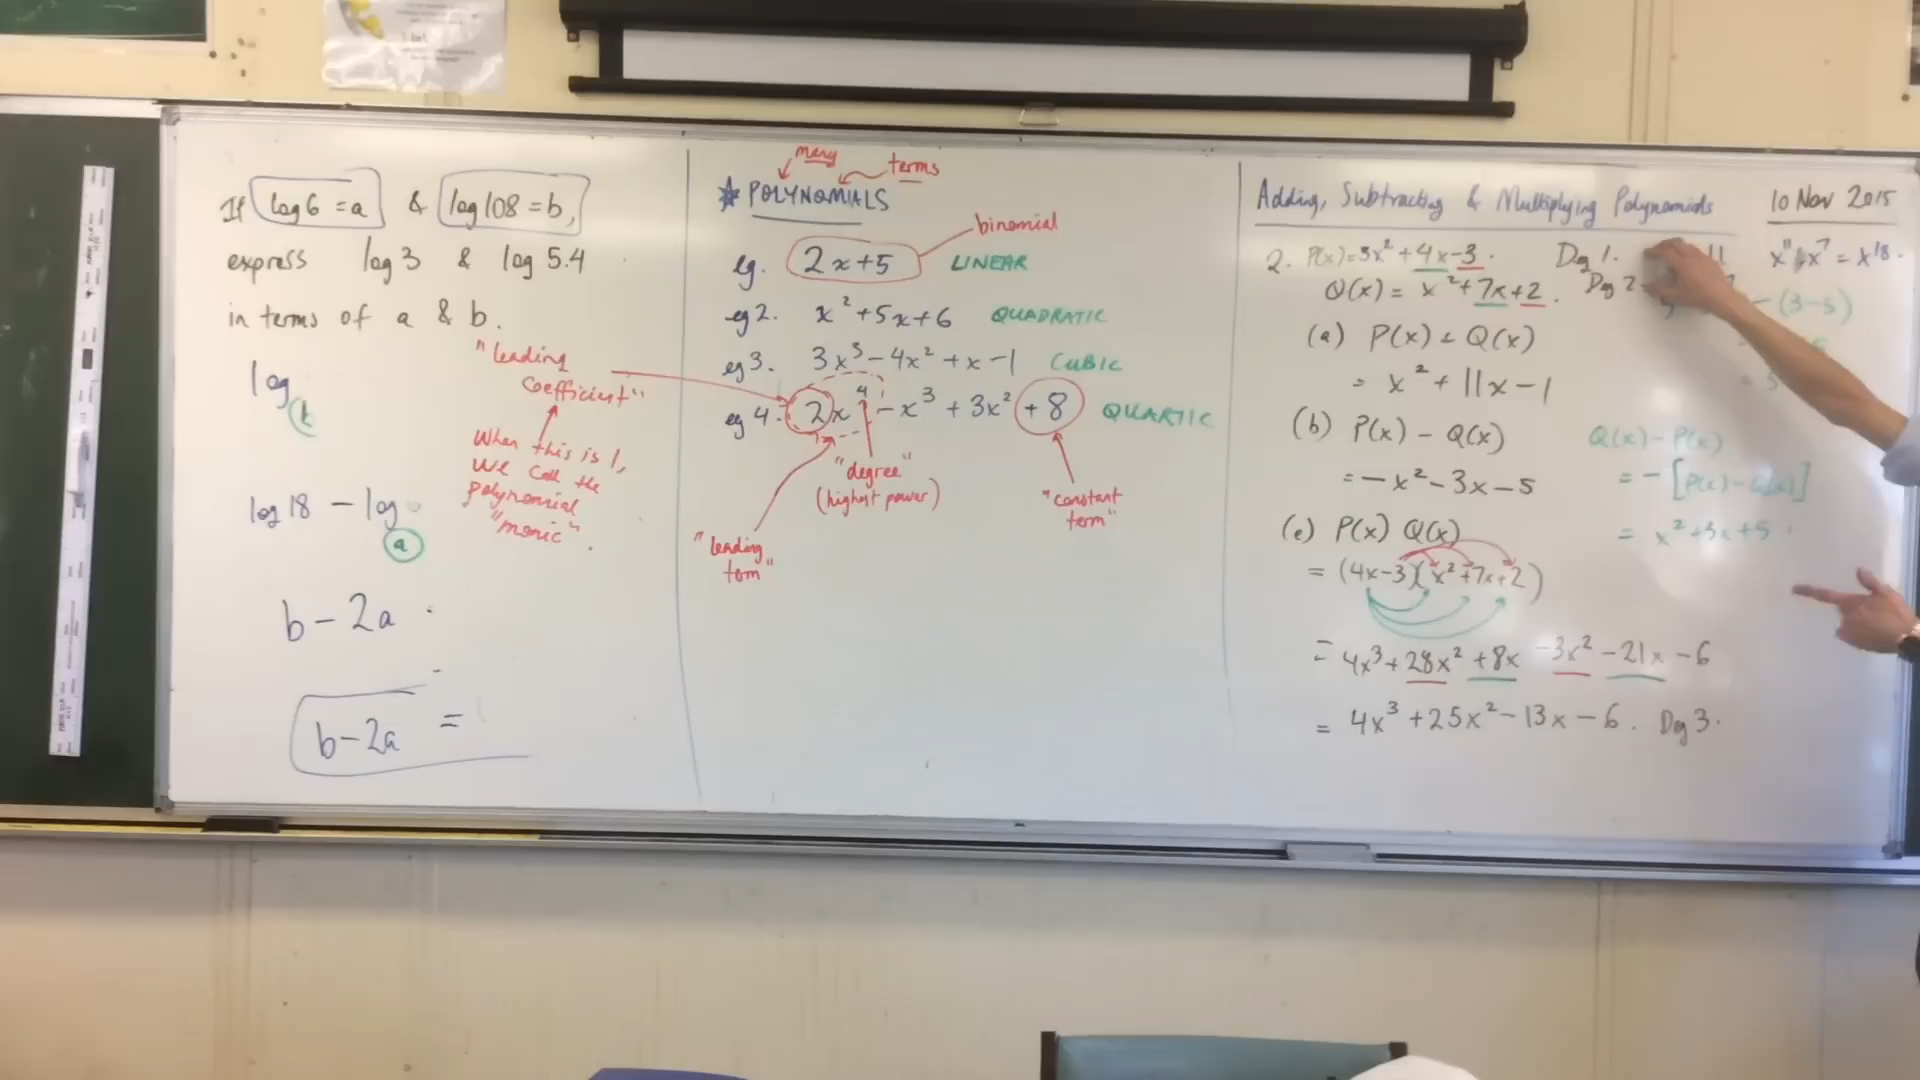 If log 6 = a & log 108 = b,
express log 3 & log 5.4
in terms of a & b.
log
b
log 18 - log
a
b - 2a
b - 2a =
many
terms
★ POLYNOMIALS
binomial
eg. 2x+5 LINEAR
eg 2. x² + 5x + 6 QUADRATIC
eg 3. 3x³ - 4x² + x - 1 CUBIC
eg 4. 2x⁴ - x³ + 3x² + 8 QUARTIC
"leading
coefficient"
When this is 1,
we call the
polynomial
"monic".
"degree"
(highest power)
"leading
term"
"constant
term"
Adding, Subtracting & Multiplying Polynomials
10 Nov 2015
2. P(x) = 3x² + 4x - 3. Deg 1.
x¹¹ x⁷ = x¹⁸.
Q(x) = x² + 7x + 2. Deg 2
- (3-5)
(a) P(x) + Q(x)
= x² + 11x - 1
(b) P(x) - Q(x)
= - x² - 3x - 5
Q(x) - P(x)
= - [P(x) - Q(x)]
= x² + 3x + 5
(c) P(x) Q(x)
= (4x-3)(x²+7x+2)
= 4x³ + 28x² + 8x - 3x² - 21x - 6
= 4x³ + 25x² - 13x - 6. Deg 3.